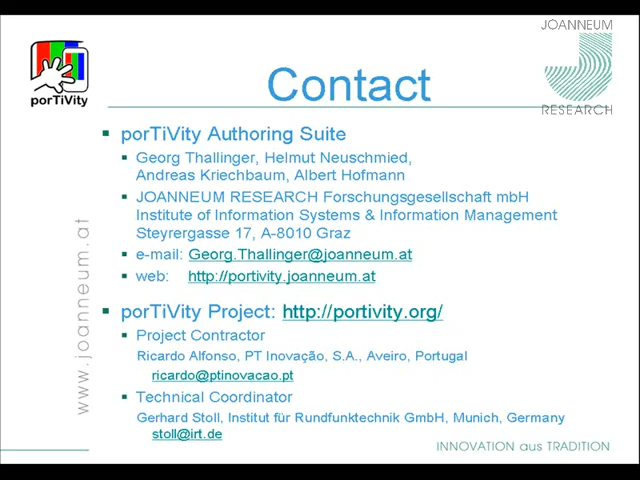 JOANNEUM
RESEARCH
porTiVity
Contact
porTiVity Authoring Suite
Georg Thallinger, Helmut Neuschmied,
Andreas Kriechbaum, Albert Hofmann
JOANNEUM RESEARCH Forschungsgesellschaft mbH
Institute of Information Systems & Information Management
Steyrergasse 17, A-8010 Graz
e-mail: Georg.Thallinger@joanneum.at
web: http://portivity.joanneum.at
porTiVity Project: http://portivity.org/
Project Contractor
Ricardo Alfonso, PT Inovação, S.A., Aveiro, Portugal
ricardo@ptinovacao.pt
Technical Coordinator
Gerhard Stoll, Institut für Rundfunktechnik GmbH, Munich, Germany
stoll@irt.de
www.joanneum.at
INNOVATION aus TRADITION